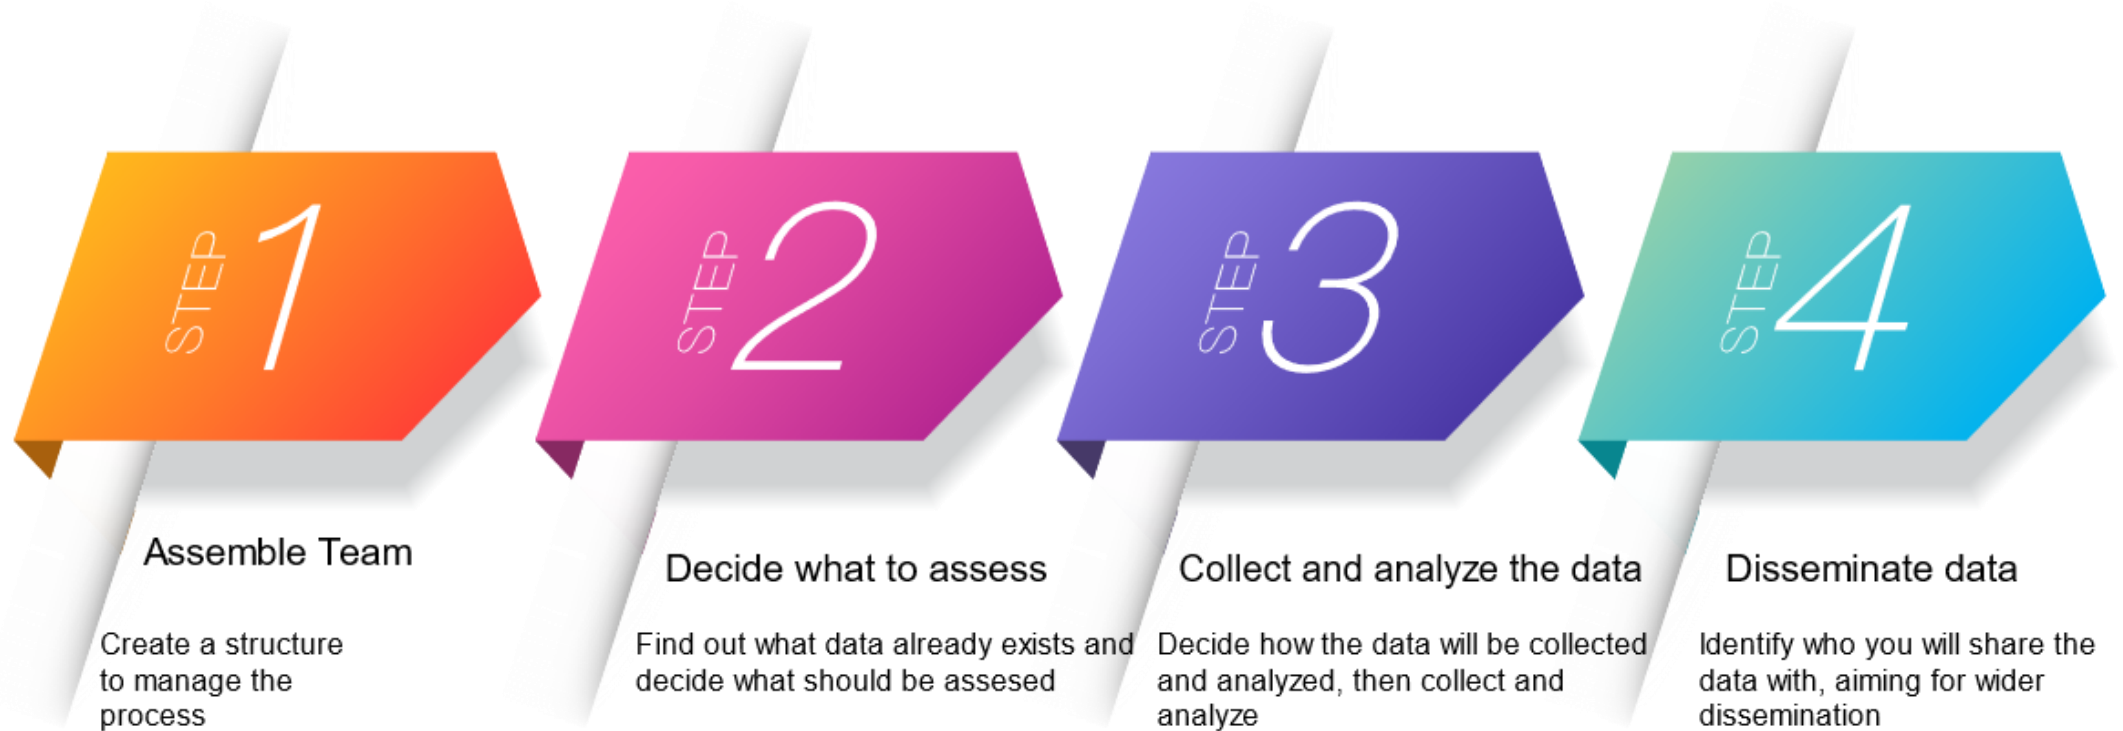 STEP 1
STEP 2
STEP 3
STEP 4
Assemble Team
Create a structure
to manage the
process
Decide what to assess
Find out what data already exists and
decide what should be assesed
Collect and analyze the data
Decide how the data will be collected
and analyzed, then collect and
analyze
Disseminate data
Identify who you will share the
data with, aiming for wider
dissemination